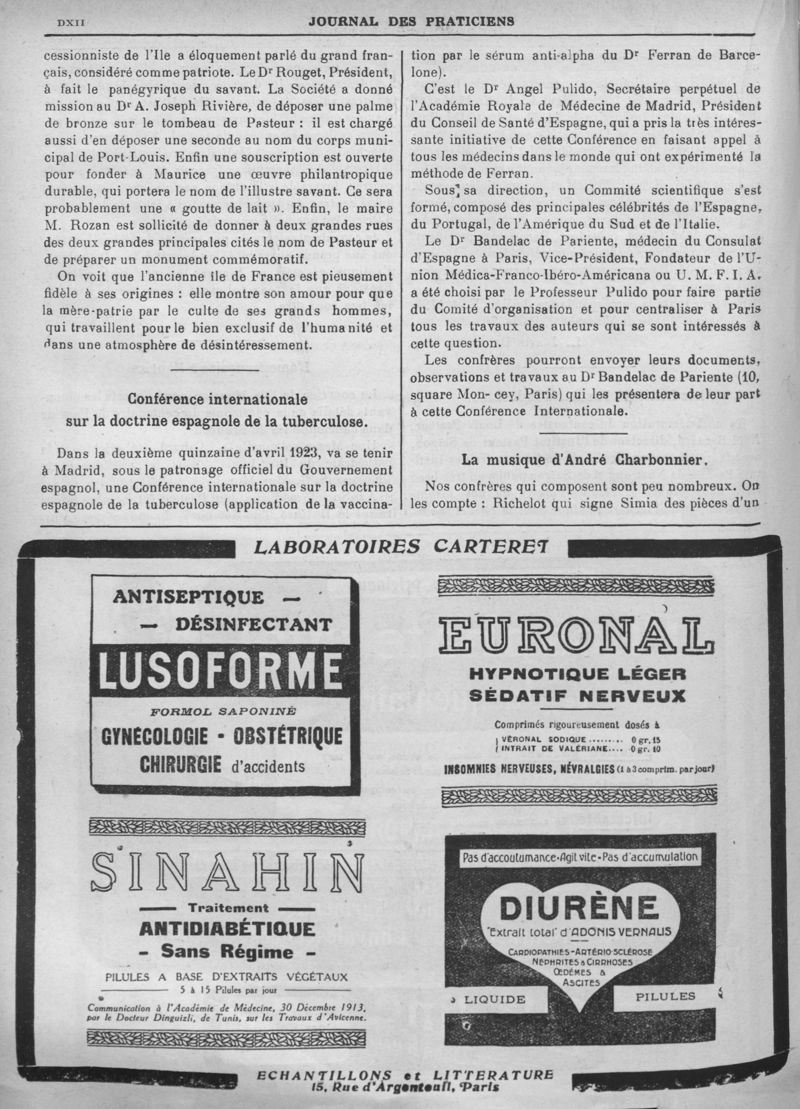 DXII
JOURNAL DES PRATICIENS
cessionniste de l'Ile a éloquement parlé du grand fran-
çais, considéré comme patriote. Le Dr Rouget, Président,
à fait le panégyrique du savant. La Société a donné
mission au Dr A. Joseph Rivière, de déposer une palme
de bronze sur le tombeau de Pasteur : il est chargé
aussi d'en déposer une seconde au nom du corps muni-
cipal de Port-Louis. Enfin une souscription est ouverte
pour fonder à Maurice une œuvre philantropique
durable, qui portera le nom de l'illustre savant. Ce sera
probablement une « goutte de lait ». Enfin, le maire
M. Rozan est sollicité de donner à deux grandes rues
des deux grandes principales cités le nom de Pasteur et
de préparer un monument commémoratif.
On voit que l'ancienne île de France est pieusement
fidèle à ses origines : elle montre son amour pour que
la mère-patrie par le culte de ses grands hommes,
qui travaillent pour le bien exclusif de l'humanité et
dans une atmosphère de désintéressement.
Conférence internationale
sur la doctrine espagnole de la tuberculose.
Dans la deuxième quinzaine d'avril 1923, va se tenir
à Madrid, sous le patronage officiel du Gouvernement
espagnol, une Conférence internationale sur la doctrine
espagnole de la tuberculose (application de la vaccina-
tion par le sérum anti-alpha du Dr Ferran de Barce-
lone).
C'est le Dr Angel Pulido, Secrétaire perpétuel de
l'Académie Royale de Médecine de Madrid, Président
du Conseil de Santé d'Espagne, qui a pris la très intéres-
sante initiative de cette Conférence en faisant appel à
tous les médecins dans le monde qui ont expérimenté la
méthode de Ferran.
Sous sa direction, un Commité scientifique s'est
formé, composé des principales célébrités de l'Espagne,
du Portugal, de l'Amérique du Sud et de l'Italie.
Le Dr Bandelac de Pariente, médecin du Consulat
d'Espagne à Paris, Vice-Président, Fondateur de l'U-
nion Médica-Franco-Ibéro-Américana ou U. M. F. I. A.
a été choisi par le Professeur Pulido pour faire partie
du Comité d'organisation et pour centraliser à Paris
tous les travaux des auteurs qui se sont intéressés à
cette question.
Les confrères pourront envoyer leurs documents,
observations et travaux au Dr Bandelac de Pariente (10,
square Mon- cey, Paris) qui les présentera de leur part
à cette Conférence Internationale.
La musique d'André Charbonnier.
Nos confrères qui composent sont peu nombreux. On
les compte : Richelot qui signe Simia des pièces d'un
LABORATOIRES CARTERET
ANTISEPTIQUE —
— DÉSINFECTANT
LUSOFORME
FORMOL SAPONINÉ
GYNÉCOLOGIE - OBSTÉTRIQUE
CHIRURGIE d'accidents
EURONAL
HYPNOTIQUE LÉGER
SÉDATIF NERVEUX
Comprimés rigoureusement dosés à
VÉRONAL SODIQUE ......... 0 gr. 15
INTRAIT DE VALÉRIANE.... 0 gr. 10
INSOMNIES NERVEUSES, NÉVRALGIES (1 à 3 comprim. par jour)
SINAHIN
— Traitement —
ANTIDIABÉTIQUE
- Sans Régime -
PILULES A BASE D'EXTRAITS VÉGÉTAUX
5 à 15 Pilules par jour
Communication à l'Académie de Médecine, 30 Décembre 1913,
par le Docteur Dinguizli, de Tunis, sur les Travaux d'Avicenne.
Pas d'accoutumance-Agit vite-Pas d'accumulation
DIURÈNE
"Extrait total" d'ADONIS VERNALIS
CARDIOPATHIES-ARTÉRIO-SCLÉROSE
NÉPHRITES & CIRRHOSES
ŒDÈMES &
ASCITES
LIQUIDE
PILULES
ECHANTILLONS et LITTERATURE
15, Rue d'Argenteuil, Paris